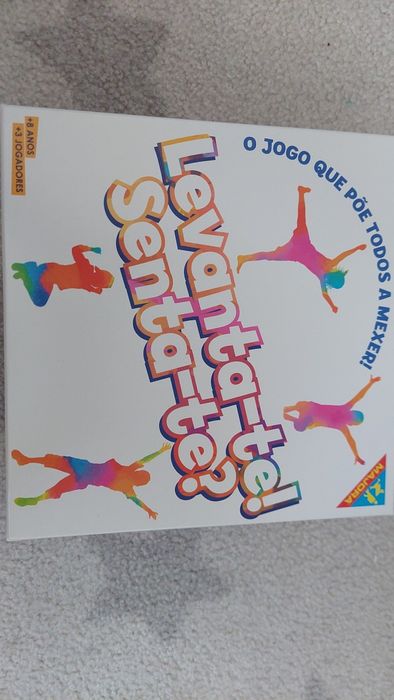 O JOGO QUE PÕE TODOS A MEXER!
Levanta-te!
Senta-te?
+8 ANOS
+3 JOGADORES
MAJORA